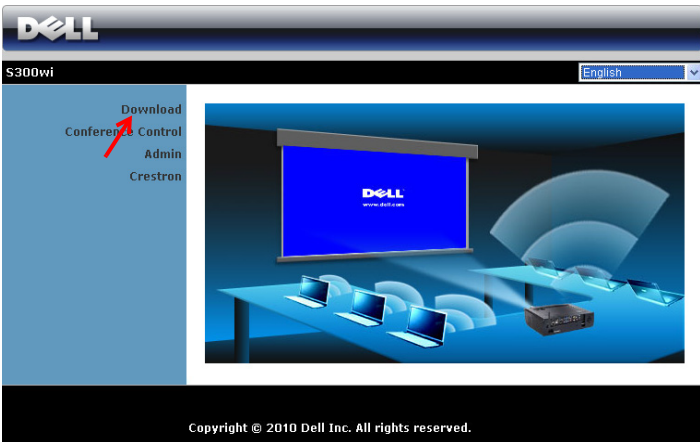 DELL
S300wi
English
Download
Conference Control
Admin
Crestron
DELL
www.dell.com
Copyright © 2010 Dell Inc. All rights reserved.